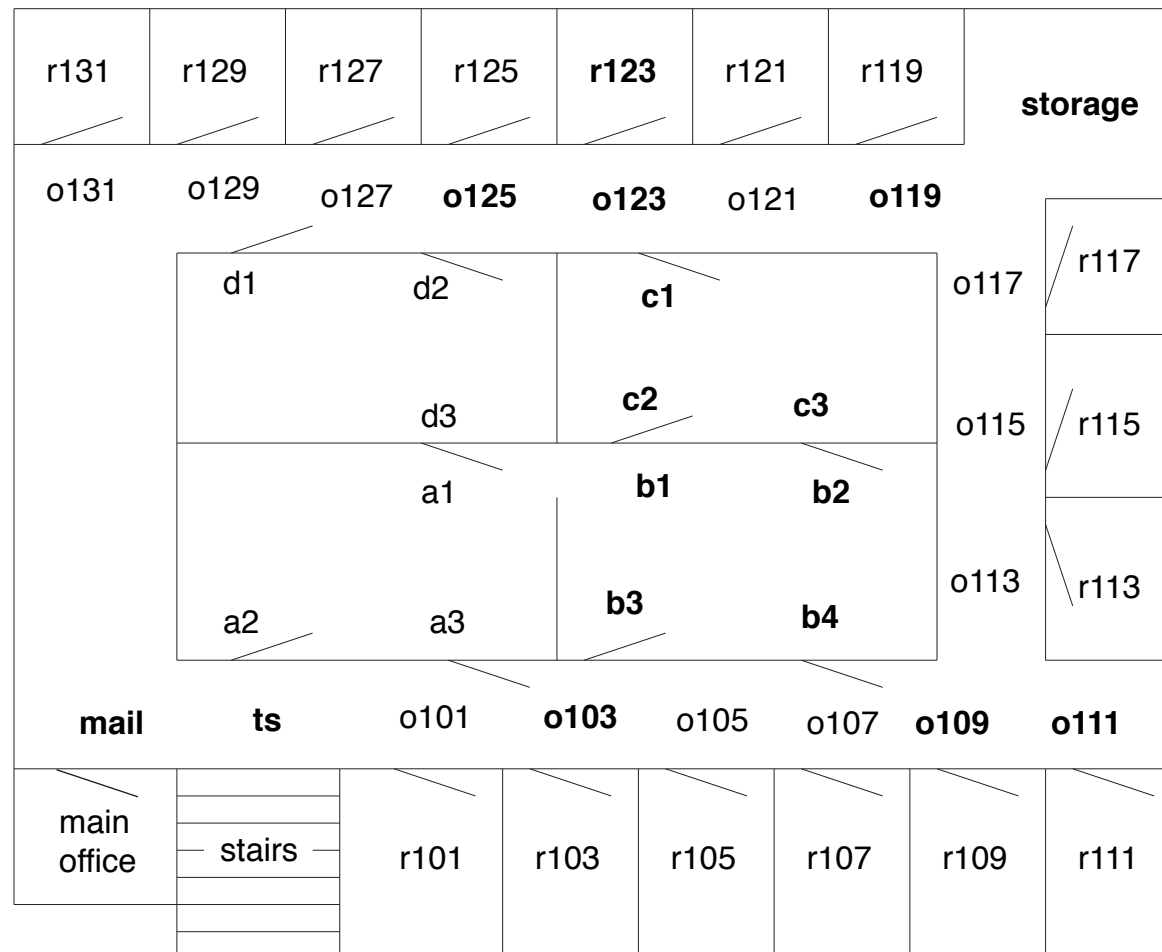 r131 r129 r127 r125 r123 r121 r119
storage
o131 o129 o127 o125 o123 o121 o119
r117
d1 d2 c1 o117
c2 c3
d3 o115 r115
a1 b1 b2
o113 r113
a2 a3 b3 b4
mail ts o101 o103 o105 o107 o109 o111
main
office
stairs r101 r103 r105 r107 r109 r111